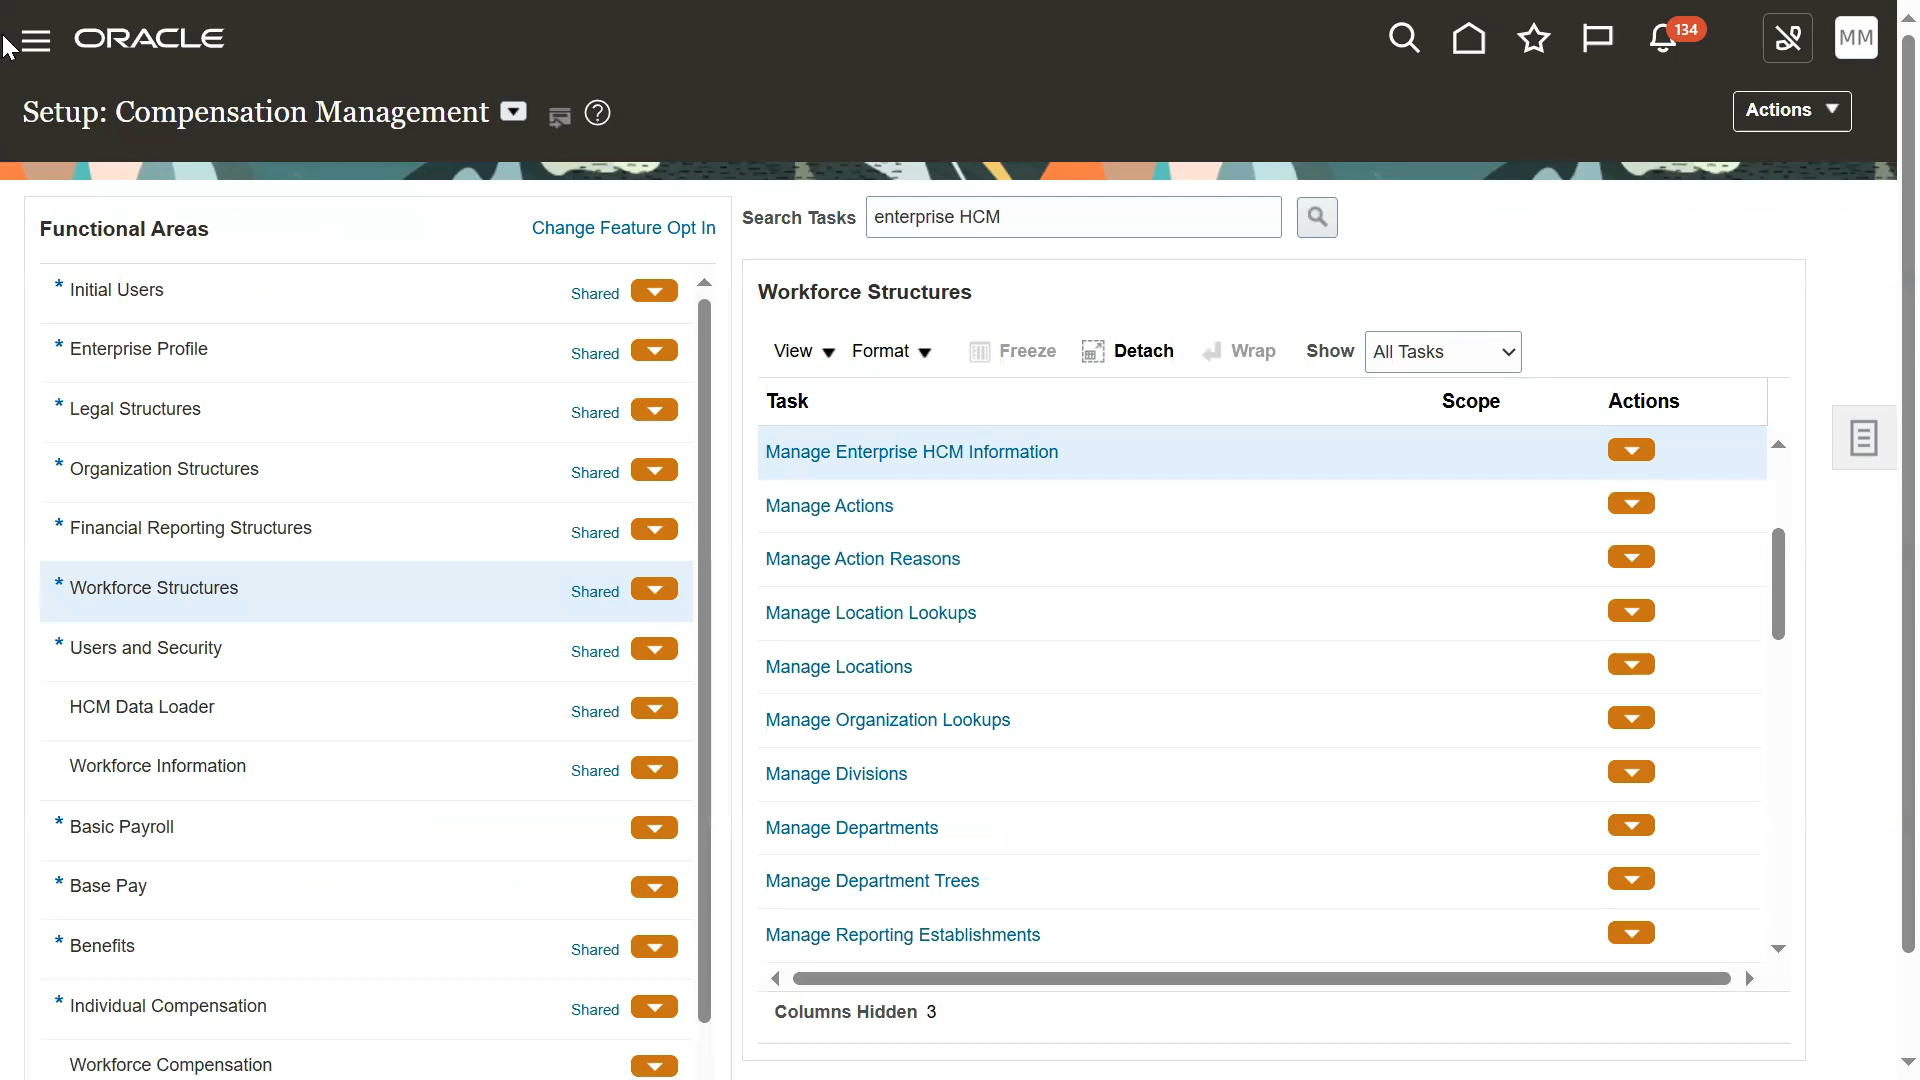 ORACLE
134
MM
Setup: Compensation Management
Actions
Functional Areas
Change Feature Opt In
* Initial Users Shared
* Enterprise Profile Shared
* Legal Structures Shared
* Organization Structures Shared
* Financial Reporting Structures Shared
* Workforce Structures Shared
* Users and Security Shared
HCM Data Loader Shared
Workforce Information Shared
* Basic Payroll
* Base Pay
* Benefits Shared
* Individual Compensation Shared
Workforce Compensation
Search Tasks enterprise HCM
Workforce Structures
View Format Freeze Detach Wrap Show All Tasks
Task Scope Actions
Manage Enterprise HCM Information
Manage Actions
Manage Action Reasons
Manage Location Lookups
Manage Locations
Manage Organization Lookups
Manage Divisions
Manage Departments
Manage Department Trees
Manage Reporting Establishments
Columns Hidden 3